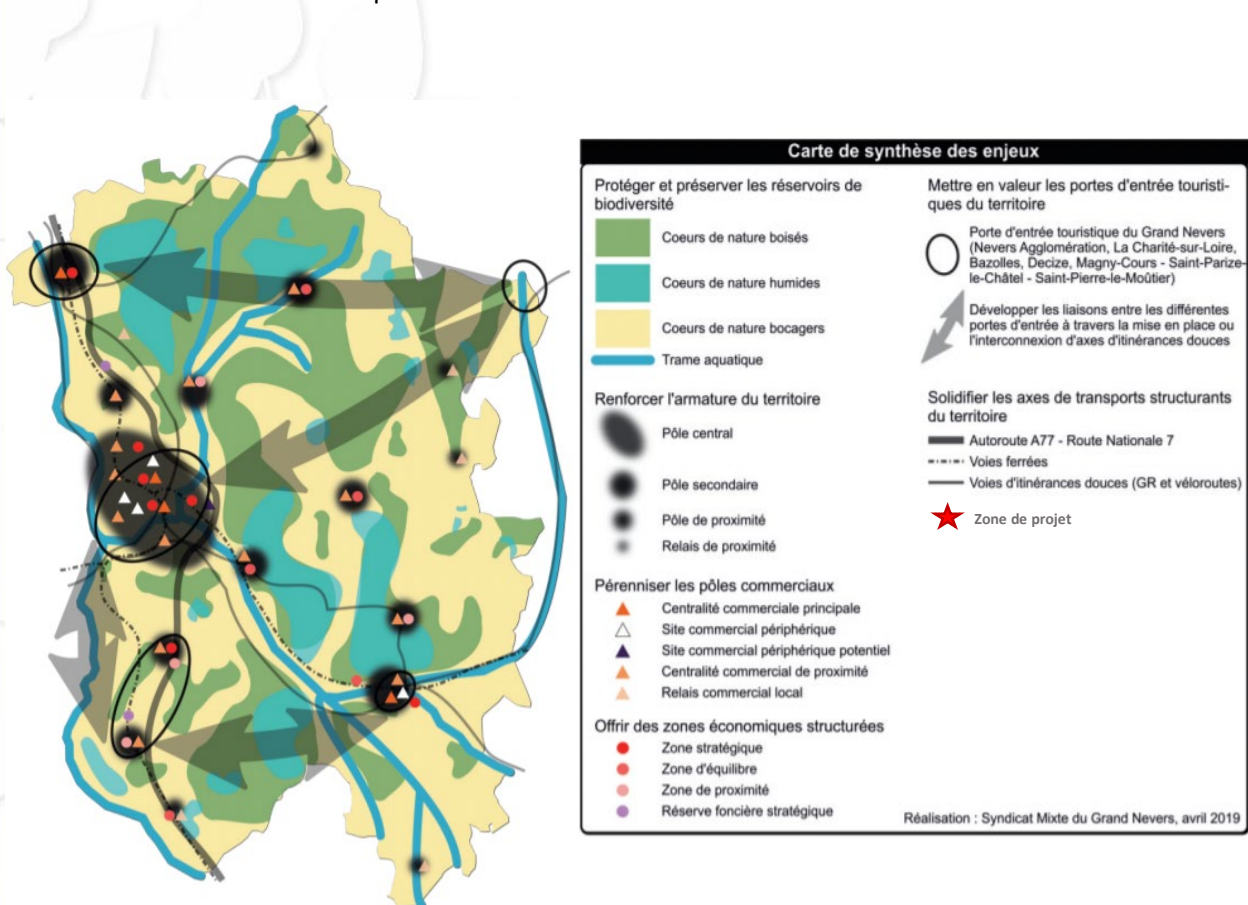 Carte de synthèse des enjeux
Protéger et préserver les réservoirs de
biodiversité
Coeurs de nature boisés
Coeurs de nature humides
Coeurs de nature bocagers
Trame aquatique
Renforcer l'armature du territoire
Pôle central
Pôle secondaire
Pôle de proximité
Relais de proximité
Pérenniser les pôles commerciaux
Centralité commerciale principale
Site commercial périphérique
Site commercial périphérique potentiel
Centralité commercial de proximité
Relais commercial local
Offrir des zones économiques structurées
Zone stratégique
Zone d'équilibre
Zone de proximité
Réserve foncière stratégique
Mettre en valeur les portes d'entrée touristi-
ques du territoire
Porte d'entrée touristique du Grand Nevers
(Nevers Agglomération, La Charité-sur-Loire,
Bazolles, Decize, Magny-Cours - Saint-Parize-
le-Châtel - Saint-Pierre-le-Moûtier)
Développer les liaisons entre les différentes
portes d'entrée à travers la mise en place ou
l'interconnexion d'axes d'itinérances douces
Solidifier les axes de transports structurants
du territoire
Autoroute A77 - Route Nationale 7
Voies ferrées
Voies d'itinérances douces (GR et véloroutes)
Zone de projet
Réalisation : Syndicat Mixte du Grand Nevers, avril 2019